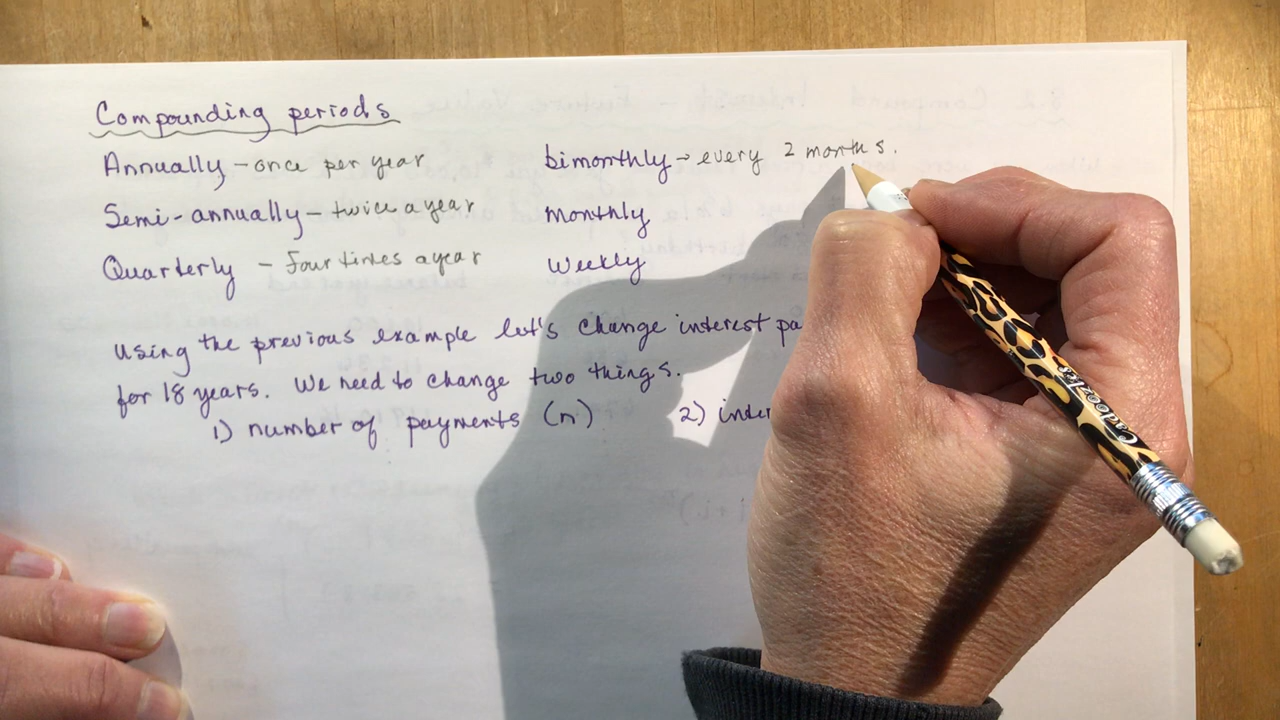 Compounding periods
Annually – once per year
Semi-annually – twice a year
Quarterly – four times a year
bimonthly – every 2 months.
monthly
Weekly
Using the previous example let's change interest
for 18 years. We need to change two things.
1) number of payments (n) 2)
Caboozles